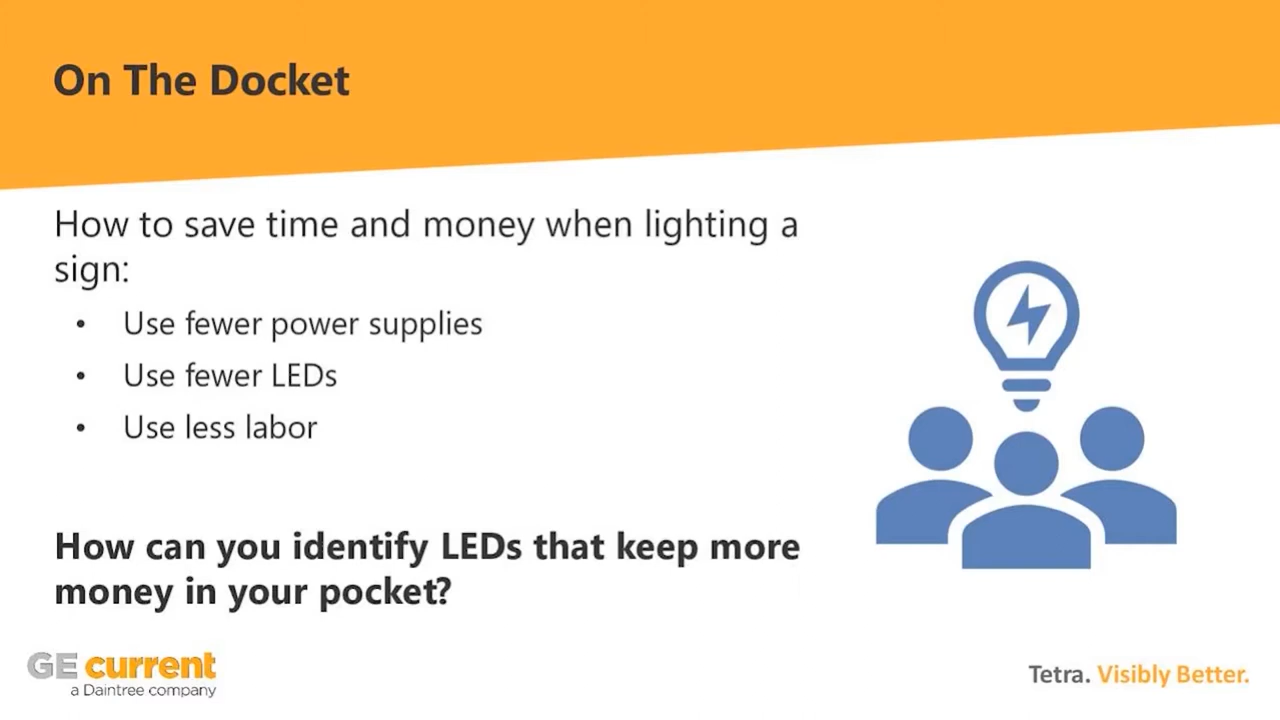 On The Docket
How to save time and money when lighting a
sign:
• Use fewer power supplies
• Use fewer LEDs
• Use less labor
How can you identify LEDs that keep more
money in your pocket?
GE current
a Daintree company
Tetra. Visibly Better.